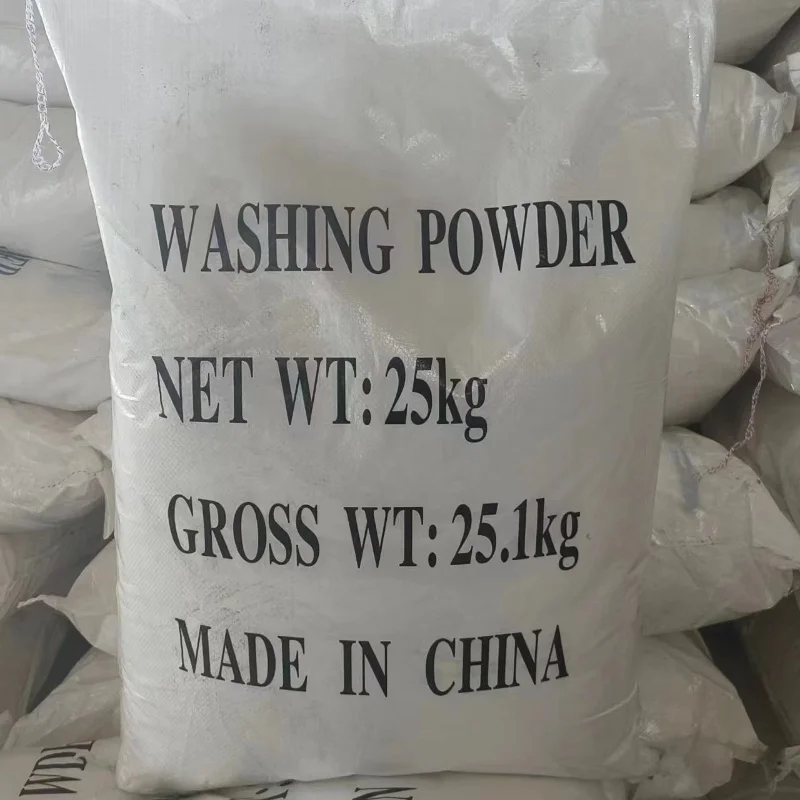 WASHING POWDER
NET WT: 25kg
GROSS WT: 25.1kg
MADE IN CHINA